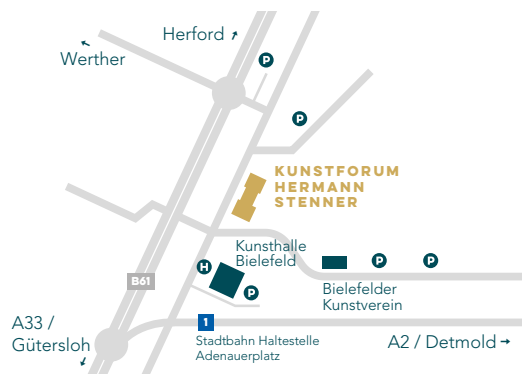 Herford
Werther
P
P
KUNSTFORUM
HERMANN
STENNER
Kunsthalle
Bielefeld
H
P
P
P
B61
Bielefelder
Kunstverein
A33 /
Gütersloh
1
Stadtbahn Haltestelle
Adenauerplatz
A2 / Detmold